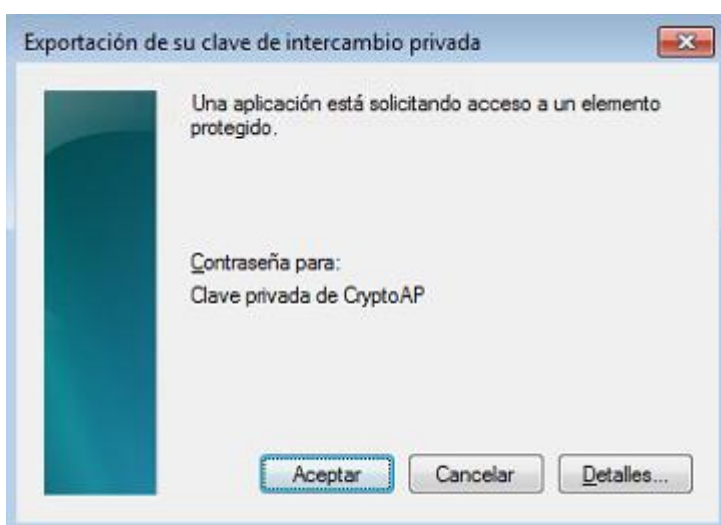 Exportación de su clave de intercambio privada
Una aplicación está solicitando acceso a un elemento
protegido.
Contraseña para:
Clave privada de CryptoAP
Aceptar
Cancelar
Detalles...